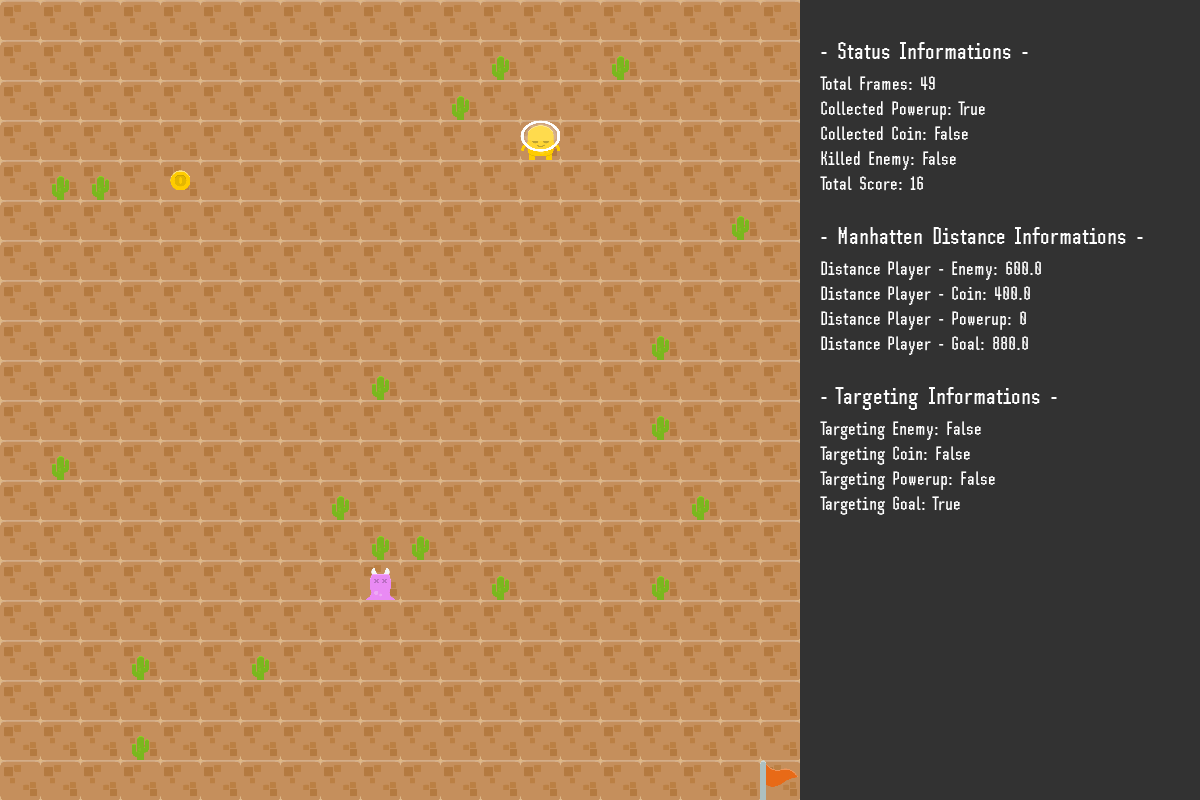 - Status Informations -
Total Frames: 49
Collected Powerup: True
Collected Coin: False
Killed Enemy: False
Total Score: 16
- Manhatten Distance Informations -
Distance Player - Enemy: 600.0
Distance Player - Coin: 400.0
Distance Player - Powerup: 0
Distance Player - Goal: 880.0
- Targeting Informations -
Targeting Enemy: False
Targeting Coin: False
Targeting Powerup: False
Targeting Goal: True